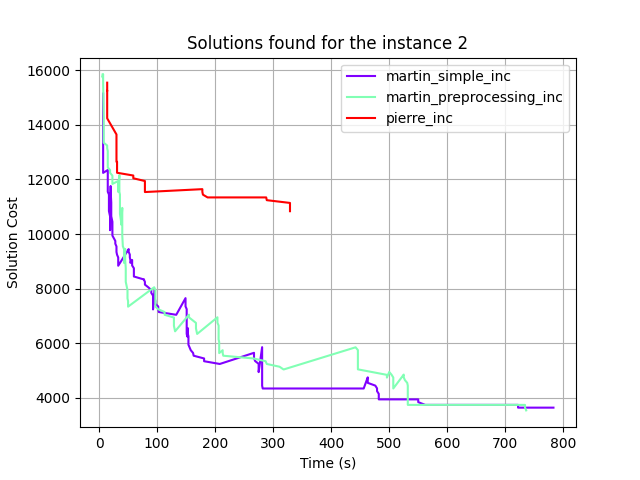 Solutions found for the instance 2
martin_simple_inc
martin_preprocessing_inc
pierre_inc
16000
14000
12000
10000
8000
6000
4000
Solution Cost
0 100 200 300 400 500 600 700 800
Time (s)